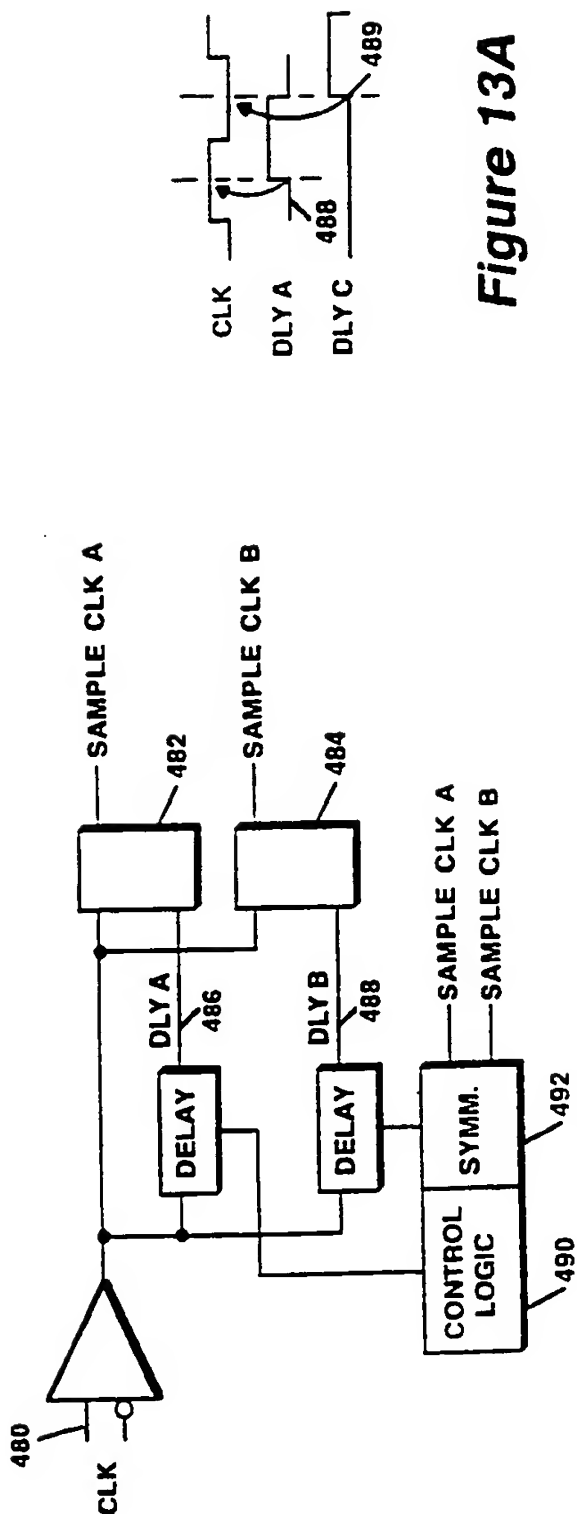 480
CLK
SAMPLE CLK A
482
DLY A
486
DELAY
SAMPLE CLK B
484
DLY B
488
DELAY
CONTROL
LOGIC
SYMM.
SAMPLE CLK A
SAMPLE CLK B
490
492
CLK
DLY A
DLY C
488
489
Figure 13A